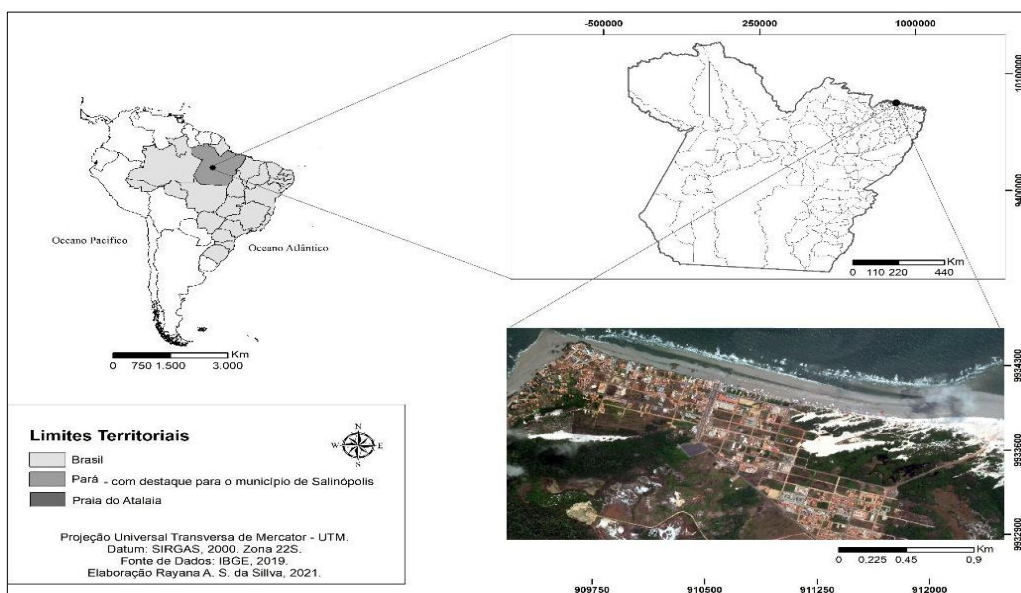 -500000 250000 1000000
10100000
9400000
Oceano Pacífico
Oceano Atlântico
Km
0 750 1.500 3.000
Km
0 110 220 440
9934300
9933600
9932900
Limites Territoriais
N
W E
S
Brasil
Pará - com destaque para o município de Salinópolis
Praia do Atalaia
Projeção Universal Transversa de Mercator - UTM.
Datum: SIRGAS, 2000. Zona 22S.
Fonte de Dados: IBGE, 2019.
Elaboração Rayana A. S. da Sillva, 2021.
Km
0 0.225 0.45 0.9
909750 910500 911250 912000